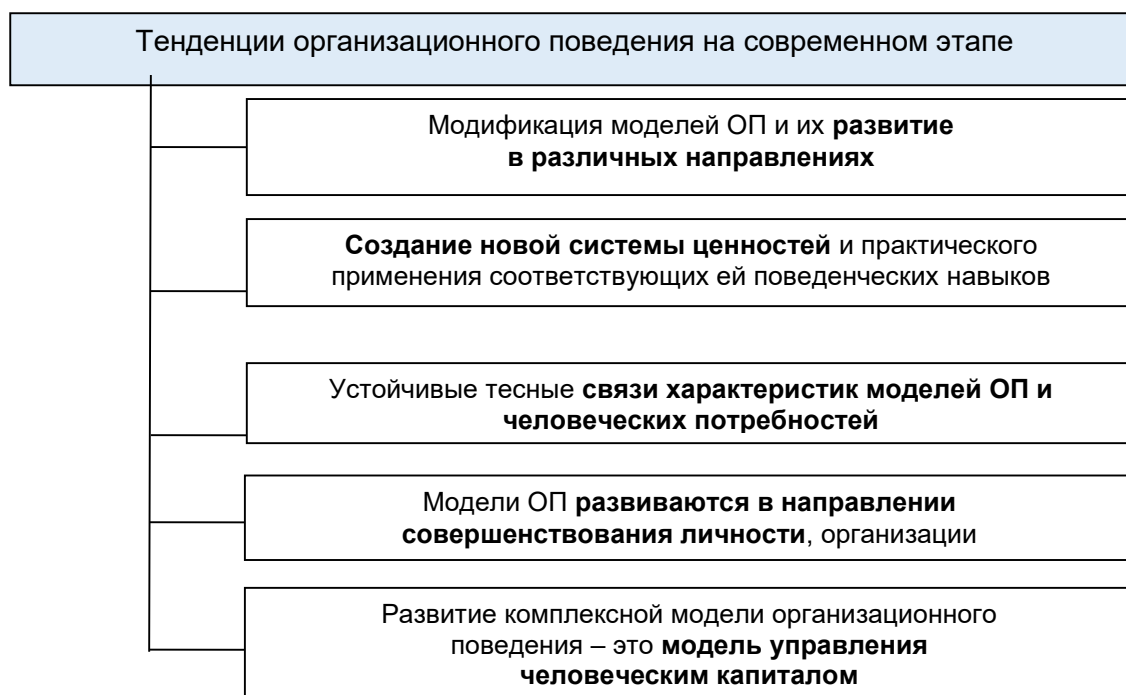 Тенденции организационного поведения на современном этапе
Модификация моделей ОП и их развитие
в различных направлениях
Создание новой системы ценностей и практического
применения соответствующих ей поведенческих навыков
Устойчивые тесные связи характеристик моделей ОП и
человеческих потребностей
Модели ОП развиваются в направлении
совершенствования личности, организации
Развитие комплексной модели организационного
поведения – это модель управления
человеческим капиталом